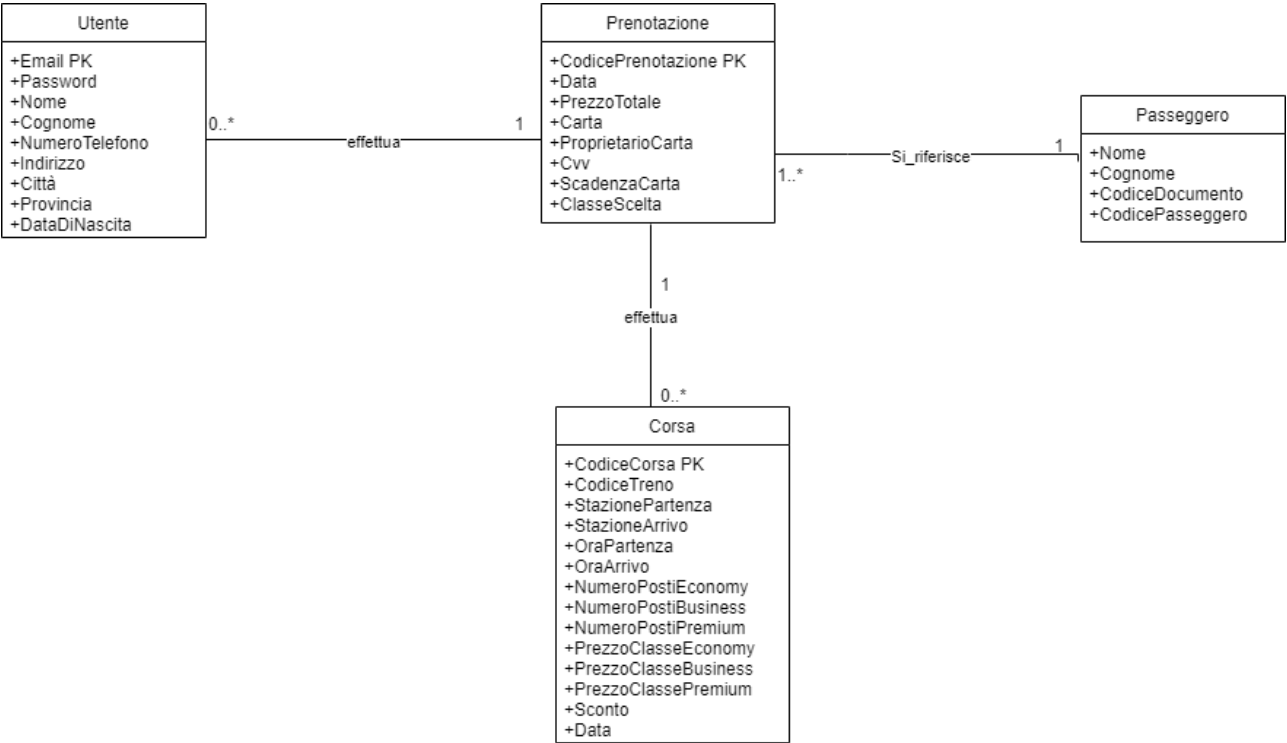 Utente
+Email PK
+Password
+Nome
+Cognome
+NumeroTelefono
+Indirizzo
+Città
+Provincia
+DataDiNascita
0..*
effettua
1
Prenotazione
+CodicePrenotazione PK
+Data
+PrezzoTotale
+Carta
+ProprietarioCarta
+Cvv
+ScadenzaCarta
+ClasseScelta
1..*
Si_riferisce
1
Passeggero
+Nome
+Cognome
+CodiceDocumento
+CodicePasseggero
1
effettua
0..*
Corsa
+CodiceCorsa PK
+CodiceTreno
+StazionePartenza
+StazioneArrivo
+OraPartenza
+OraArrivo
+NumeroPostiEconomy
+NumeroPostiBusiness
+NumeroPostiPremium
+PrezzoClasseEconomy
+PrezzoClasseBusiness
+PrezzoClassePremium
+Sconto
+Data